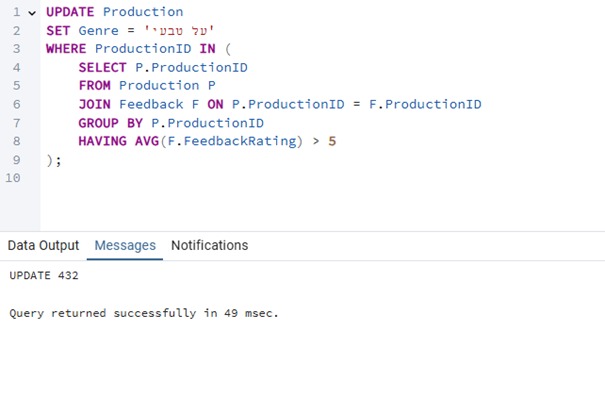 1 UPDATE Production
2 SET Genre = 'על טבעי'
3 WHERE ProductionID IN (
4 SELECT P.ProductionID
5 FROM Production P
6 JOIN Feedback F ON P.ProductionID = F.ProductionID
7 GROUP BY P.ProductionID
8 HAVING AVG(F.FeedbackRating) > 5
9 );
10
Data Output Messages Notifications
UPDATE 432
Query returned successfully in 49 msec.